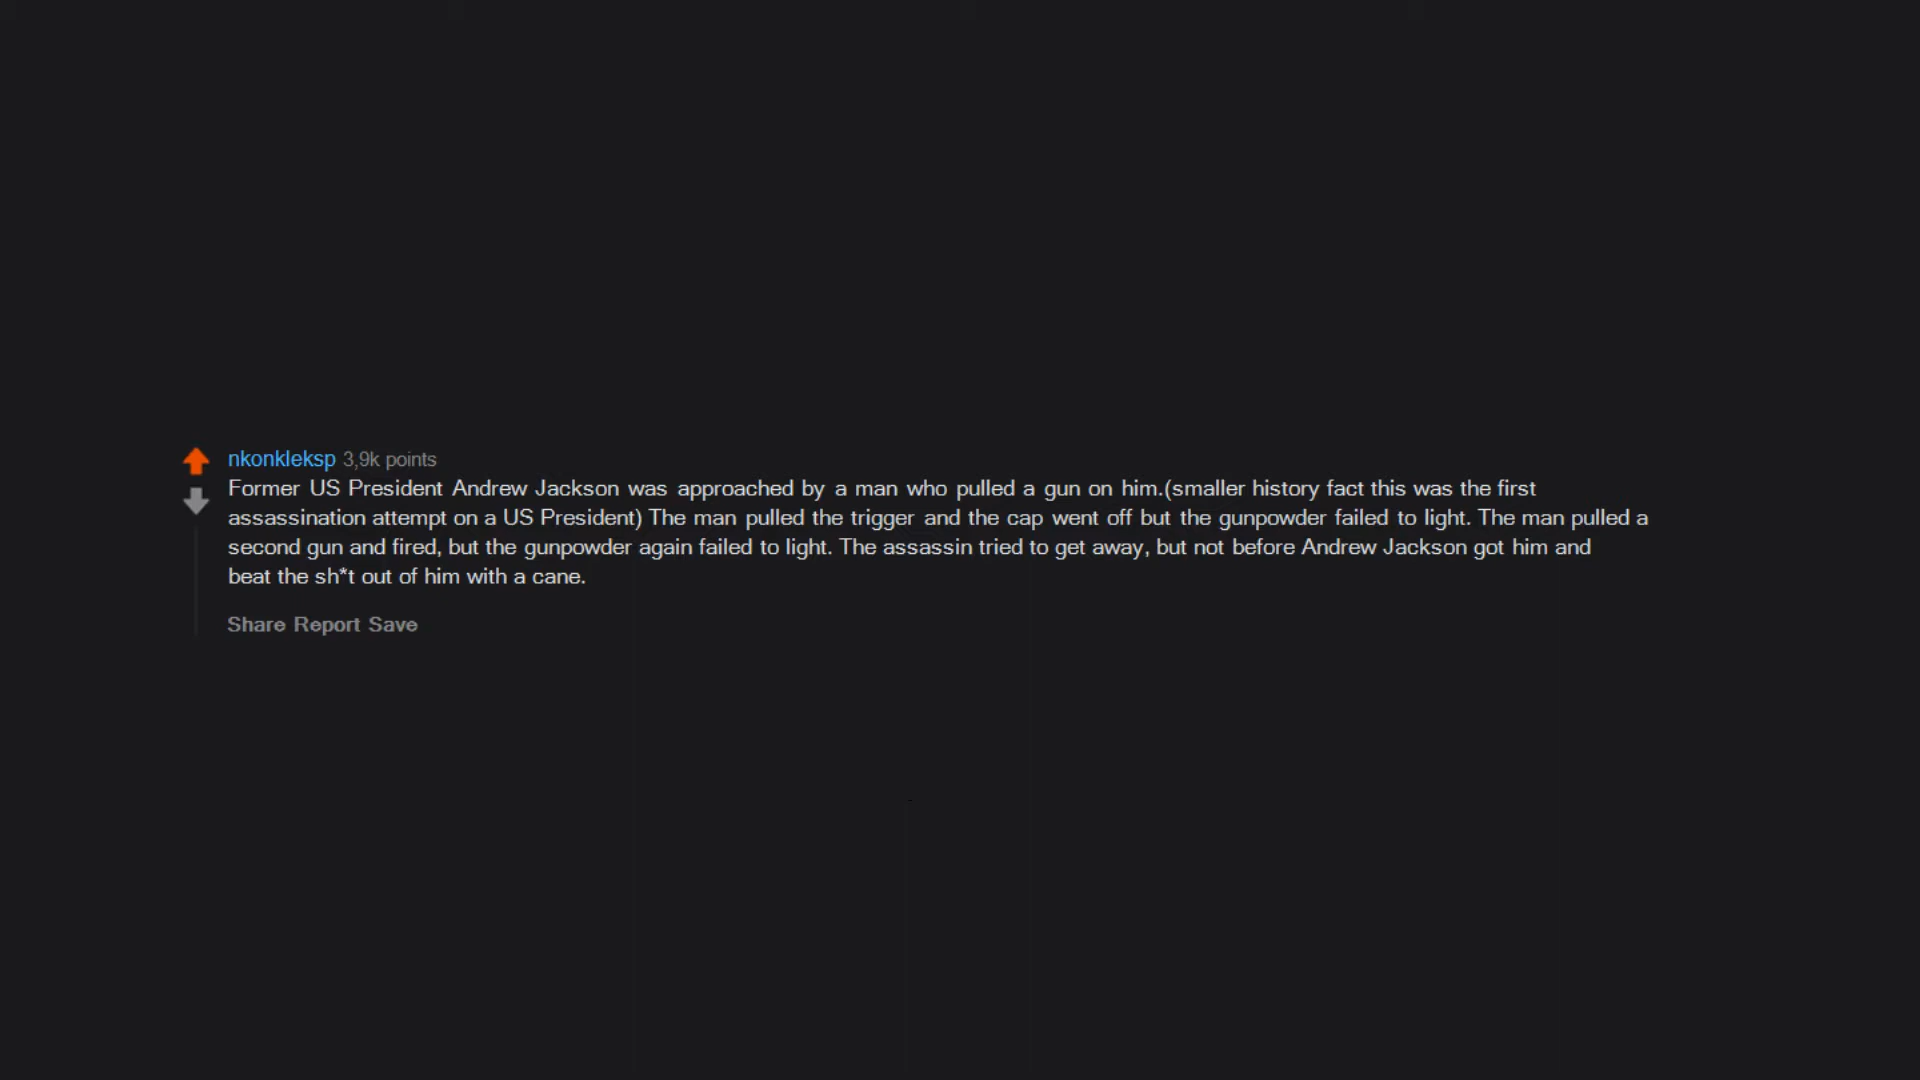 nkonkleksp 3,9k points
Former US President Andrew Jackson was approached by a man who pulled a gun on him.(smaller history fact this was the first
assassination attempt on a US President) The man pulled the trigger and the cap went off but the gunpowder failed to light. The man pulled a
second gun and fired, but the gunpowder again failed to light. The assassin tried to get away, but not before Andrew Jackson got him and
beat the sh*t out of him with a cane.
Share Report Save